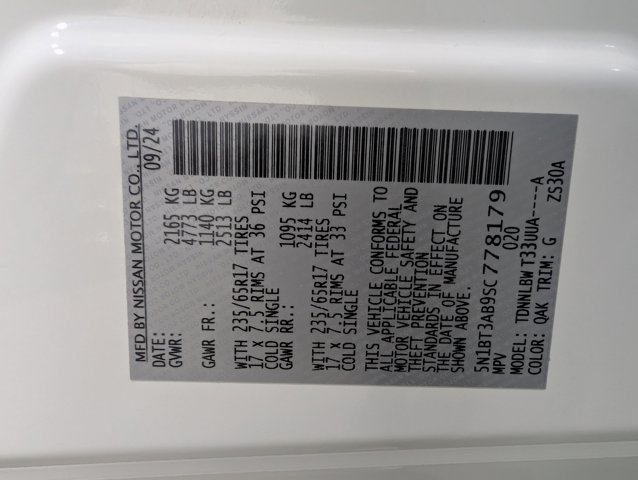 MFD BY NISSAN MOTOR CO., LTD.
DATE: 09/24
GVWR: 2165 KG
4773 LB
GAWR FR.: 1140 KG
2513 LB
WITH 235/65R17 TIRES
17 X 7.5 RIMS AT 36 PSI
COLD SINGLE
GAWR RR.: 1095 KG
2414 LB
WITH 235/65R17 TIRES
17 X 7.5 RIMS AT 33 PSI
COLD SINGLE
THIS VEHICLE CONFORMS TO
ALL APPLICABLE FEDERAL
MOTOR VEHICLE SAFETY AND
THEFT PREVENTION
STANDARDS IN EFFECT ON
THE DATES OF MANUFACTURE
SHOWN ABOVE.
5N1BT3AB9SC778179
MPV 020
MODEL: TDNNLBW T33UUA-----A
COLOR: QAK TRIM: G ZS30A